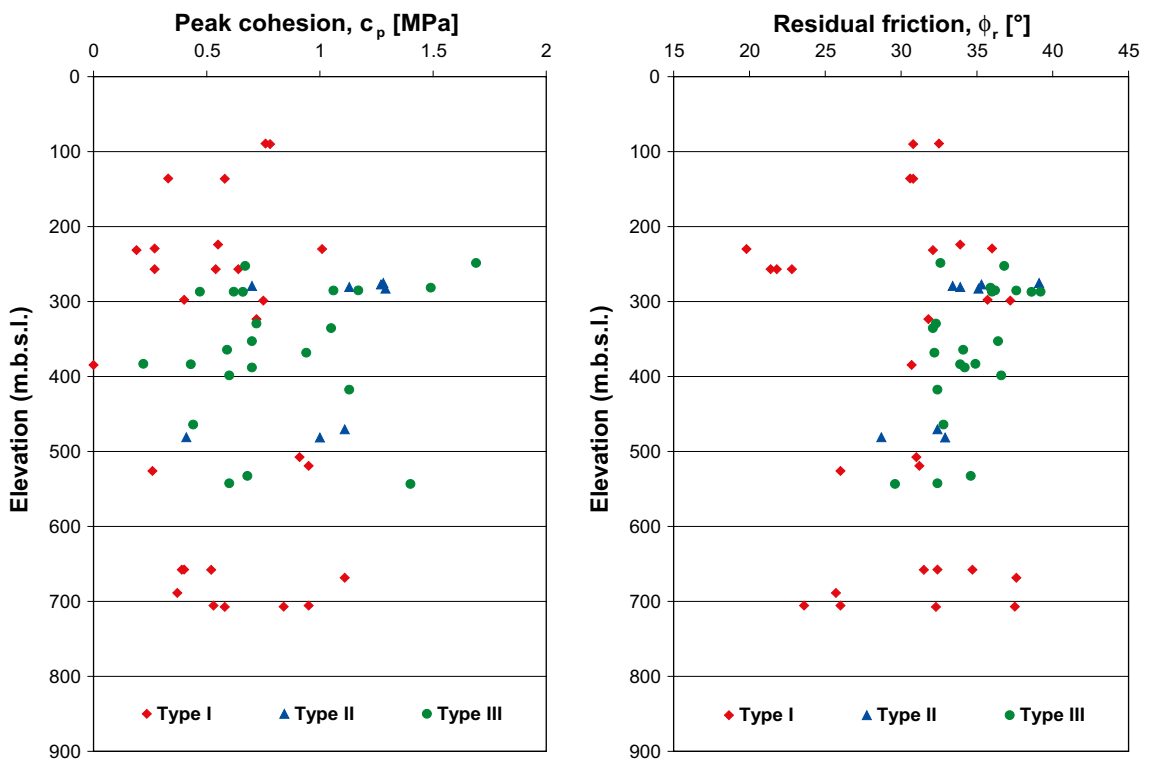 Peak cohesion, c p [MPa]
0 0.5 1 1.5 2
Elevation (m.b.s.l.)
0
100
200
300
400
500
600
700
800
900
Type I Type II Type III
Residual friction, ϕ r [°]
15 20 25 30 35 40 45
Elevation (m.b.s.l.)
0
100
200
300
400
500
600
700
800
900
Type I Type II Type III